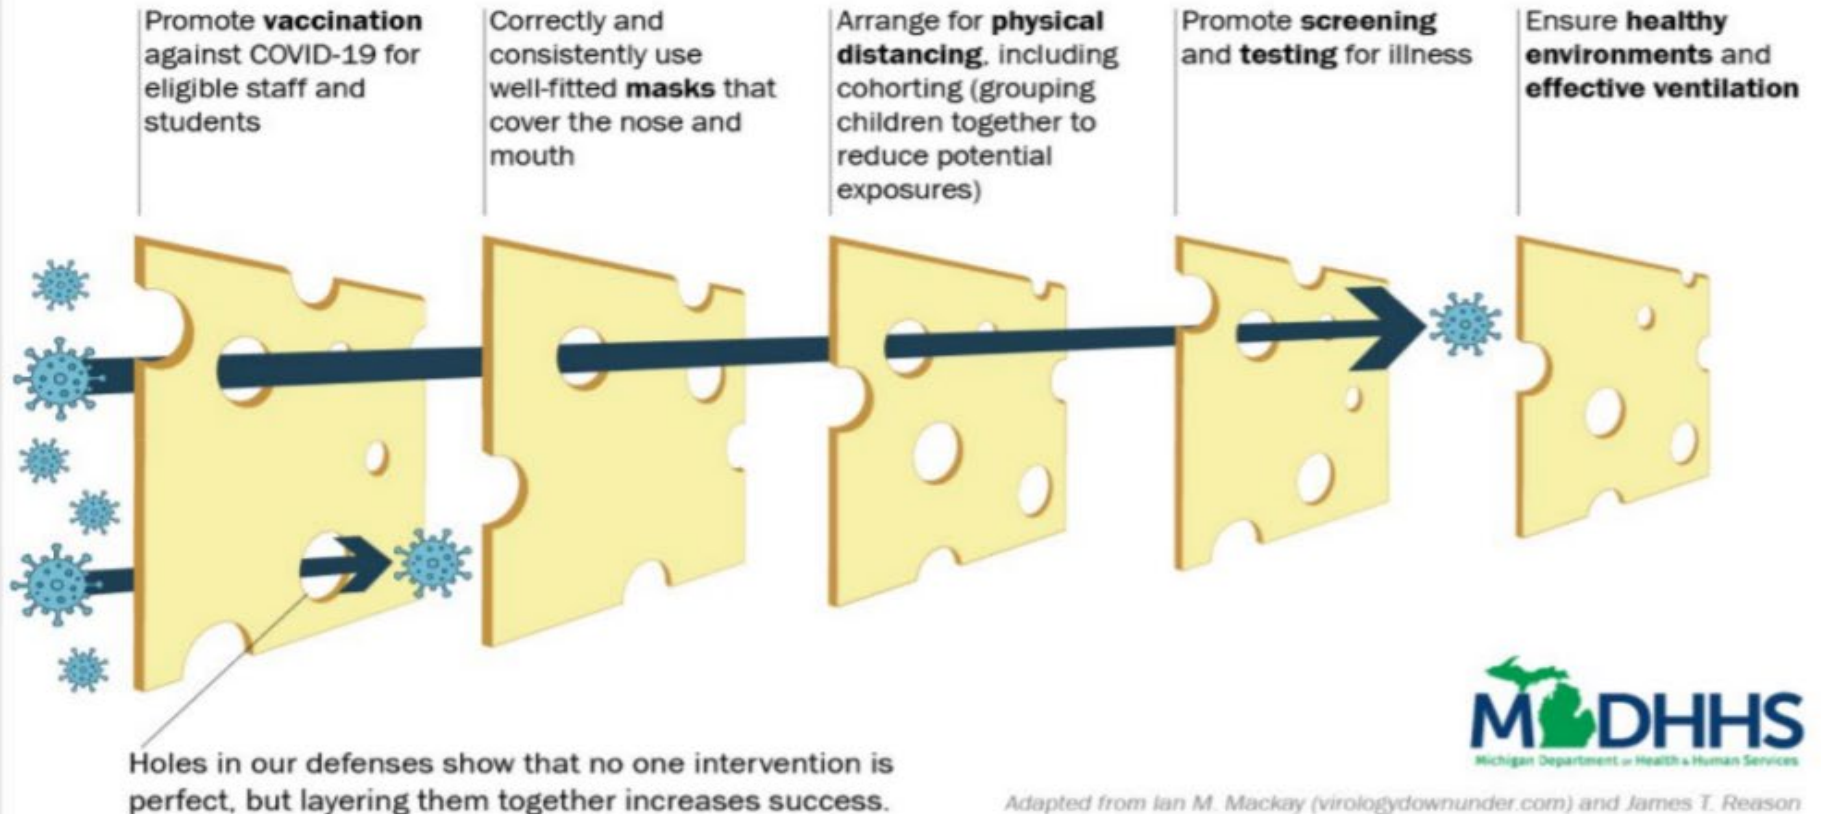 Promote vaccination
against COVID-19 for
eligible staff and
students
Correctly and
consistently use
well-fitted masks that
cover the nose and
mouth
Arrange for physical
distancing, including
cohorting (grouping
children together to
reduce potential
exposures)
Promote screening
and testing for illness
Ensure healthy
environments and
effective ventilation
Holes in our defenses show that no one intervention is
perfect, but layering them together increases success.
MDHHS
Michigan Department of Health & Human Services
Adapted from Ian M. Mackay (virologydownunder.com) and James T. Reason